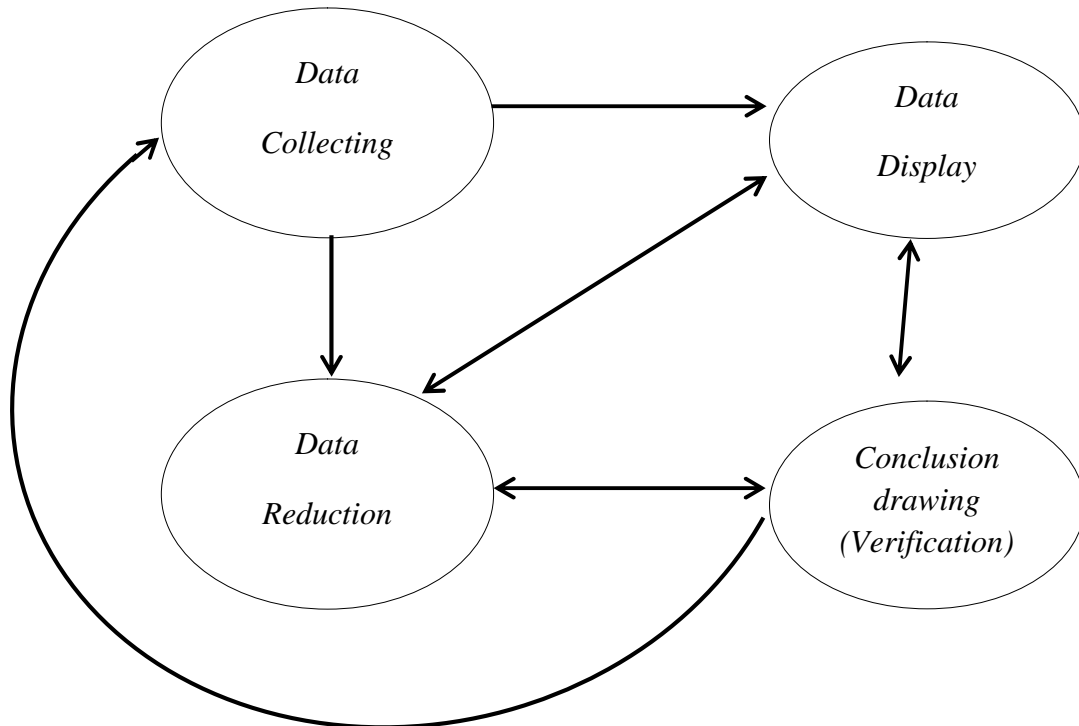 Data
Collecting
Data
Display
Data
Reduction
Conclusion
drawing
(Verification)